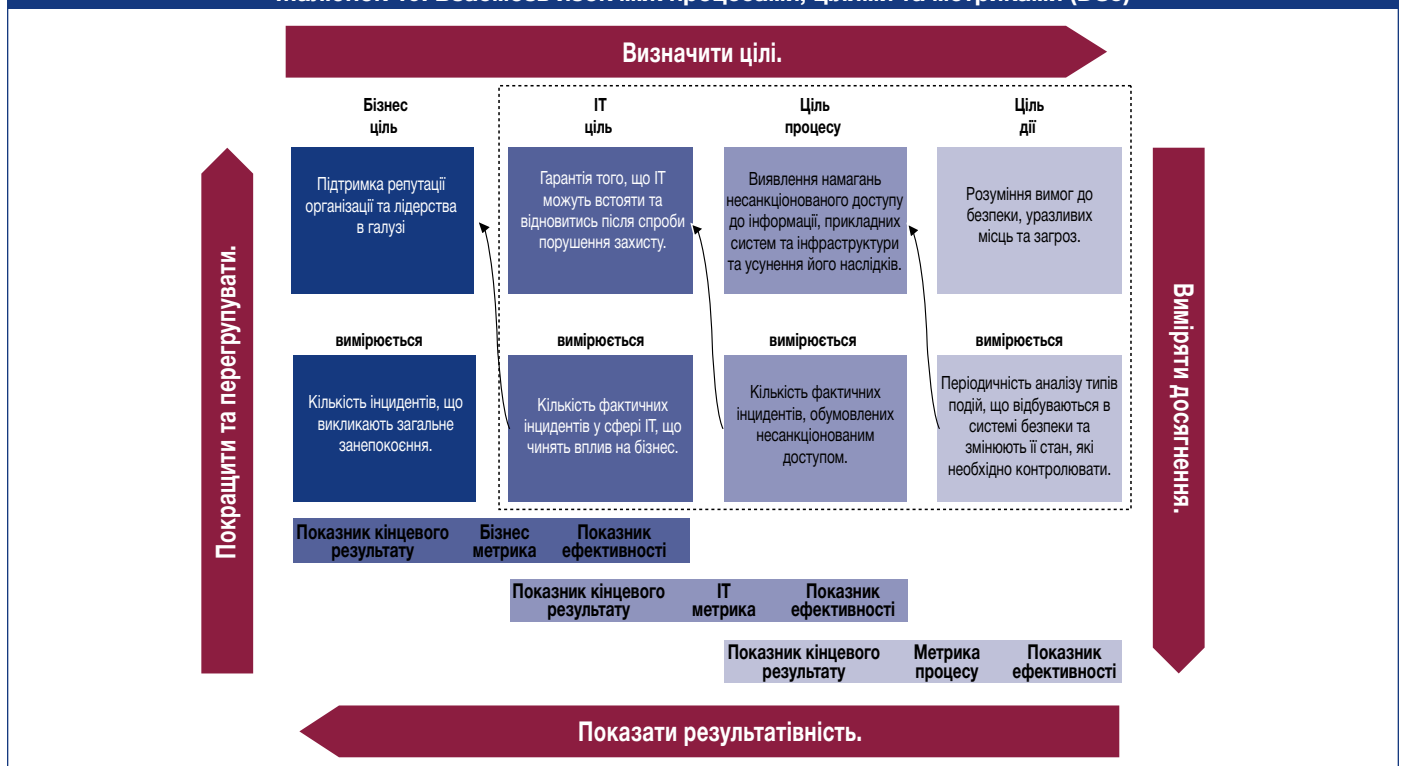 Визначити цілі.
Бізнес
ціль
ІТ
ціль
Ціль
процесу
Ціль
дії
Підтримка репутації
організації та лідерства
в галузі
Гарантія того, що ІТ
можуть встояти та
відновитись після спроби
порушення захисту.
Виявлення намагань
несанкціонованого доступу
до інформації, прикладних
систем та інфраструктури
та усунення його наслідків.
Розуміння вимог до
безпеки, уразливих
місць та загроз.
Покращити та перегрупувати.
Виміряти досягнення.
вимірюється
вимірюється
вимірюється
вимірюється
Кількість інцидентів, що
викликають загальне
занепокоєння.
Кількість фактичних
інцидентів у сфері ІТ, що
чинять вплив на бізнес.
Кількість фактичних
інцидентів, обумовлених
несанкціонованим
доступом.
Періодичність аналізу типів
подій, що відбуваються в
системі безпеки та
змінюють її стан, які
необхідно контролювати.
Показник кінцевого
результату
Бізнес
метрика
Показник
ефективності
Показник кінцевого
результату
ІТ
метрика
Показник
ефективності
Показник кінцевого
результату
Метрика
процесу
Показник
ефективності
Показати результатівність.